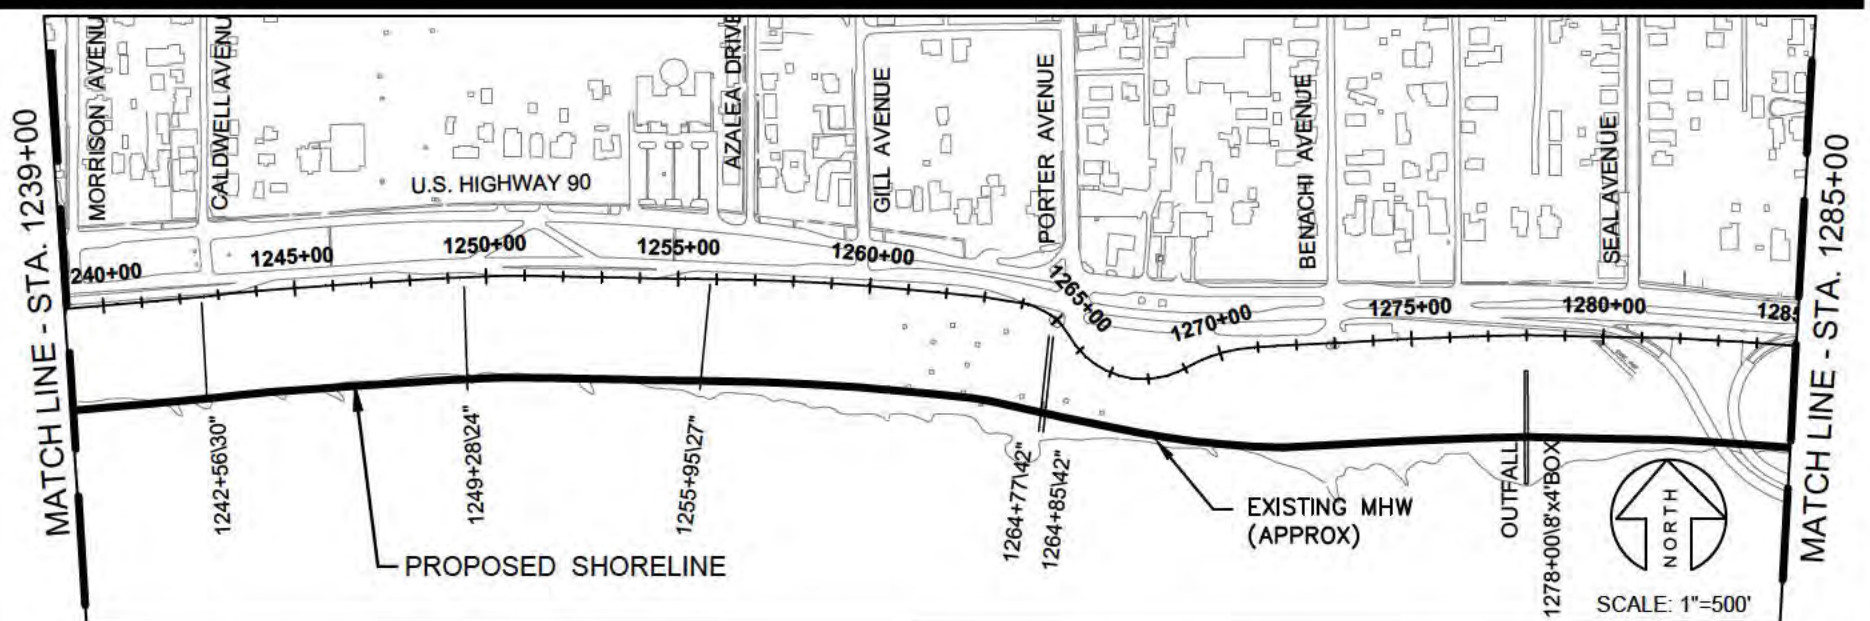 MATCH LINE - STA. 1239+00
MORRISON AVENU
CALDWELL AVENU
U.S. HIGHWAY 90
AZALEA DRIVE
GILL AVENUE
PORTER AVENUE
BENACHI AVENUE
SEAL AVENUE
MATCH LINE - STA. 1285+00
240+00
1245+00
1250+00
1255+00
1260+00
1265+00
1270+00
1275+00
1280+00
1285
1242+56\30"
1249+28\24"
1255+95\27"
1264+77\42"
1264+85\42"
OUTFALL
1278+00\8'x4'BOX
PROPOSED SHORELINE
EXISTING MHW
(APPROX)
NORTH
SCALE: 1"=500'